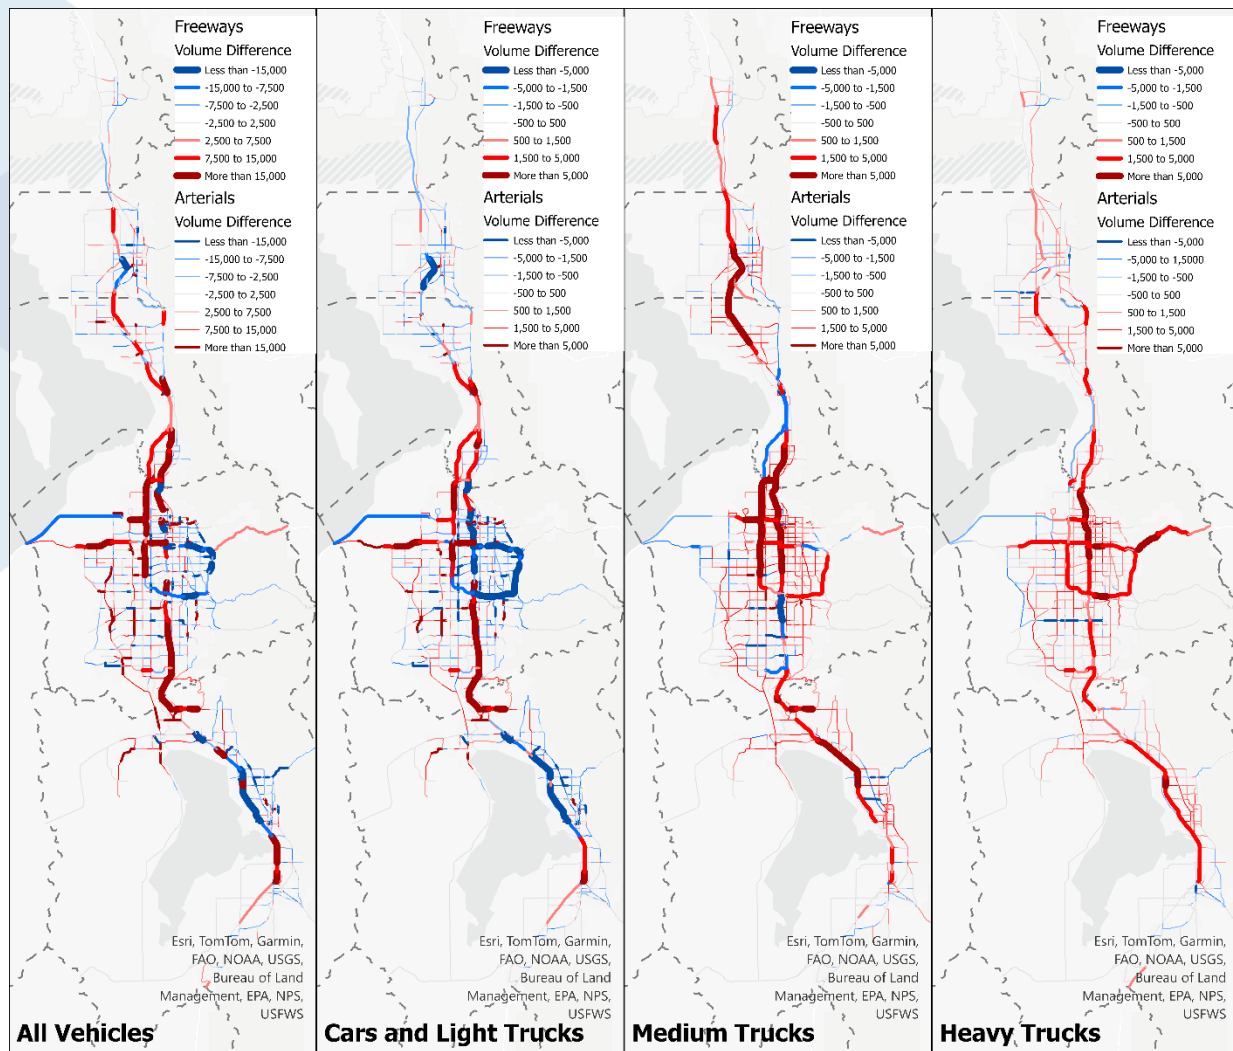 Freeways
Volume Difference
Less than -15,000
-15,000 to -7,500
-7,500 to -2,500
-2,500 to 2,500
2,500 to 7,500
7,500 to 15,000
More than 15,000
Arterials
Volume Difference
Less than -15,000
-15,000 to -7,500
-7,500 to -2,500
-2,500 to 2,500
2,500 to 7,500
7,500 to 15,000
More than 15,000
Esri, TomTom, Garmin,
FAO, NOAA, USGS,
Bureau of Land
Management, EPA, NPS,
USFWS
All Vehicles
Freeways
Volume Difference
Less than -5,000
-5,000 to -1,500
-1,500 to -500
-500 to 500
500 to 1,500
1,500 to 5,000
More than 5,000
Arterials
Volume Difference
Less than -5,000
-5,000 to -1,500
-1,500 to -500
-500 to 500
500 to 1,500
1,500 to 5,000
More than 5,000
Esri, TomTom, Garmin,
FAO, NOAA, USGS,
Bureau of Land
Management, EPA, NPS,
USFWS
Cars and Light Trucks
Freeways
Volume Difference
Less than -5,000
-5,000 to -1,500
-1,500 to -500
-500 to 500
500 to 1,500
1,500 to 5,000
More than 5,000
Arterials
Volume Difference
Less than -5,000
-5,000 to -1,500
-1,500 to -500
-500 to 500
500 to 1,500
1,500 to 5,000
More than 5,000
Esri, TomTom, Garmin,
FAO, NOAA, USGS,
Bureau of Land
Management, EPA, NPS,
USFWS
Medium Trucks
Freeways
Volume Difference
Less than -5,000
-5,000 to -1,500
-1,500 to -500
-500 to 500
500 to 1,500
1,500 to 5,000
More than 5,000
Arterials
Volume Difference
Less than -5,000
-5,000 to 1,5000
-1,500 to -500
-500 to 500
500 to 1,500
1,500 to 5,000
More than 5,000
Esri, TomTom, Garmin,
FAO, NOAA, USGS,
Bureau of Land
Management, EPA, NPS,
USFWS
Heavy Trucks